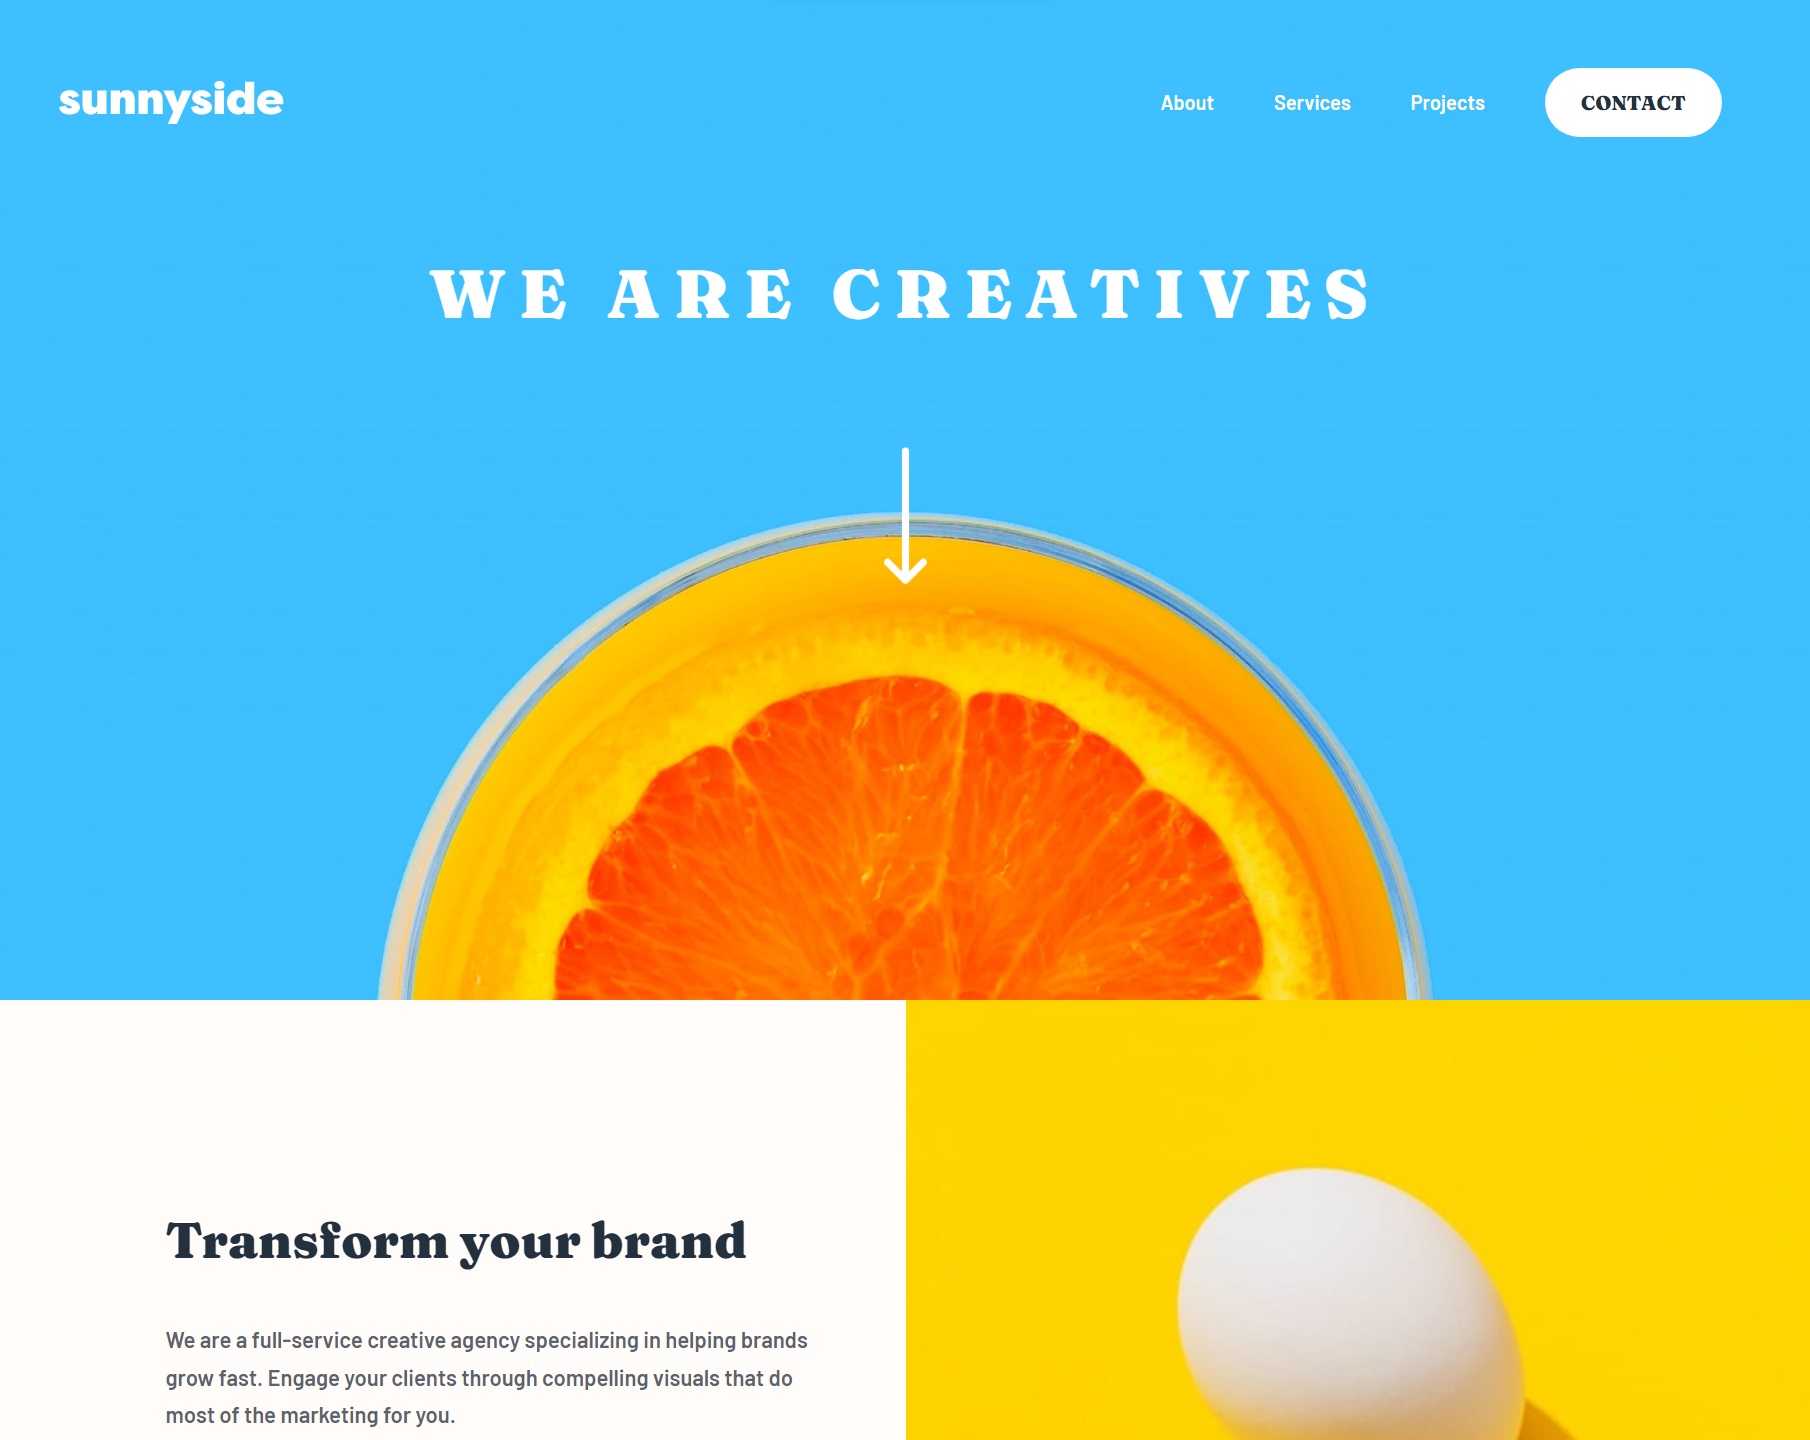 sunnyside
About Services Projects CONTACT
WE ARE CREATIVES
Transform your brand
We are a full-service creative agency specializing in helping brands
grow fast. Engage your clients through compelling visuals that do
most of the marketing for you.